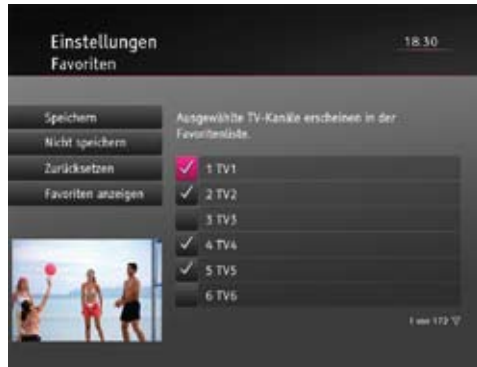 Einstellungen
Favoriten
18:30
Speichern
Nicht speichern
Zurücksetzen
Favoriten anzeigen
Ausgewählte TV-Kanäle erscheinen in der
Favoritenliste.
1 TV1
2 TV2
3 TV3
4 TV4
5 TV5
6 TV6
1 von 172